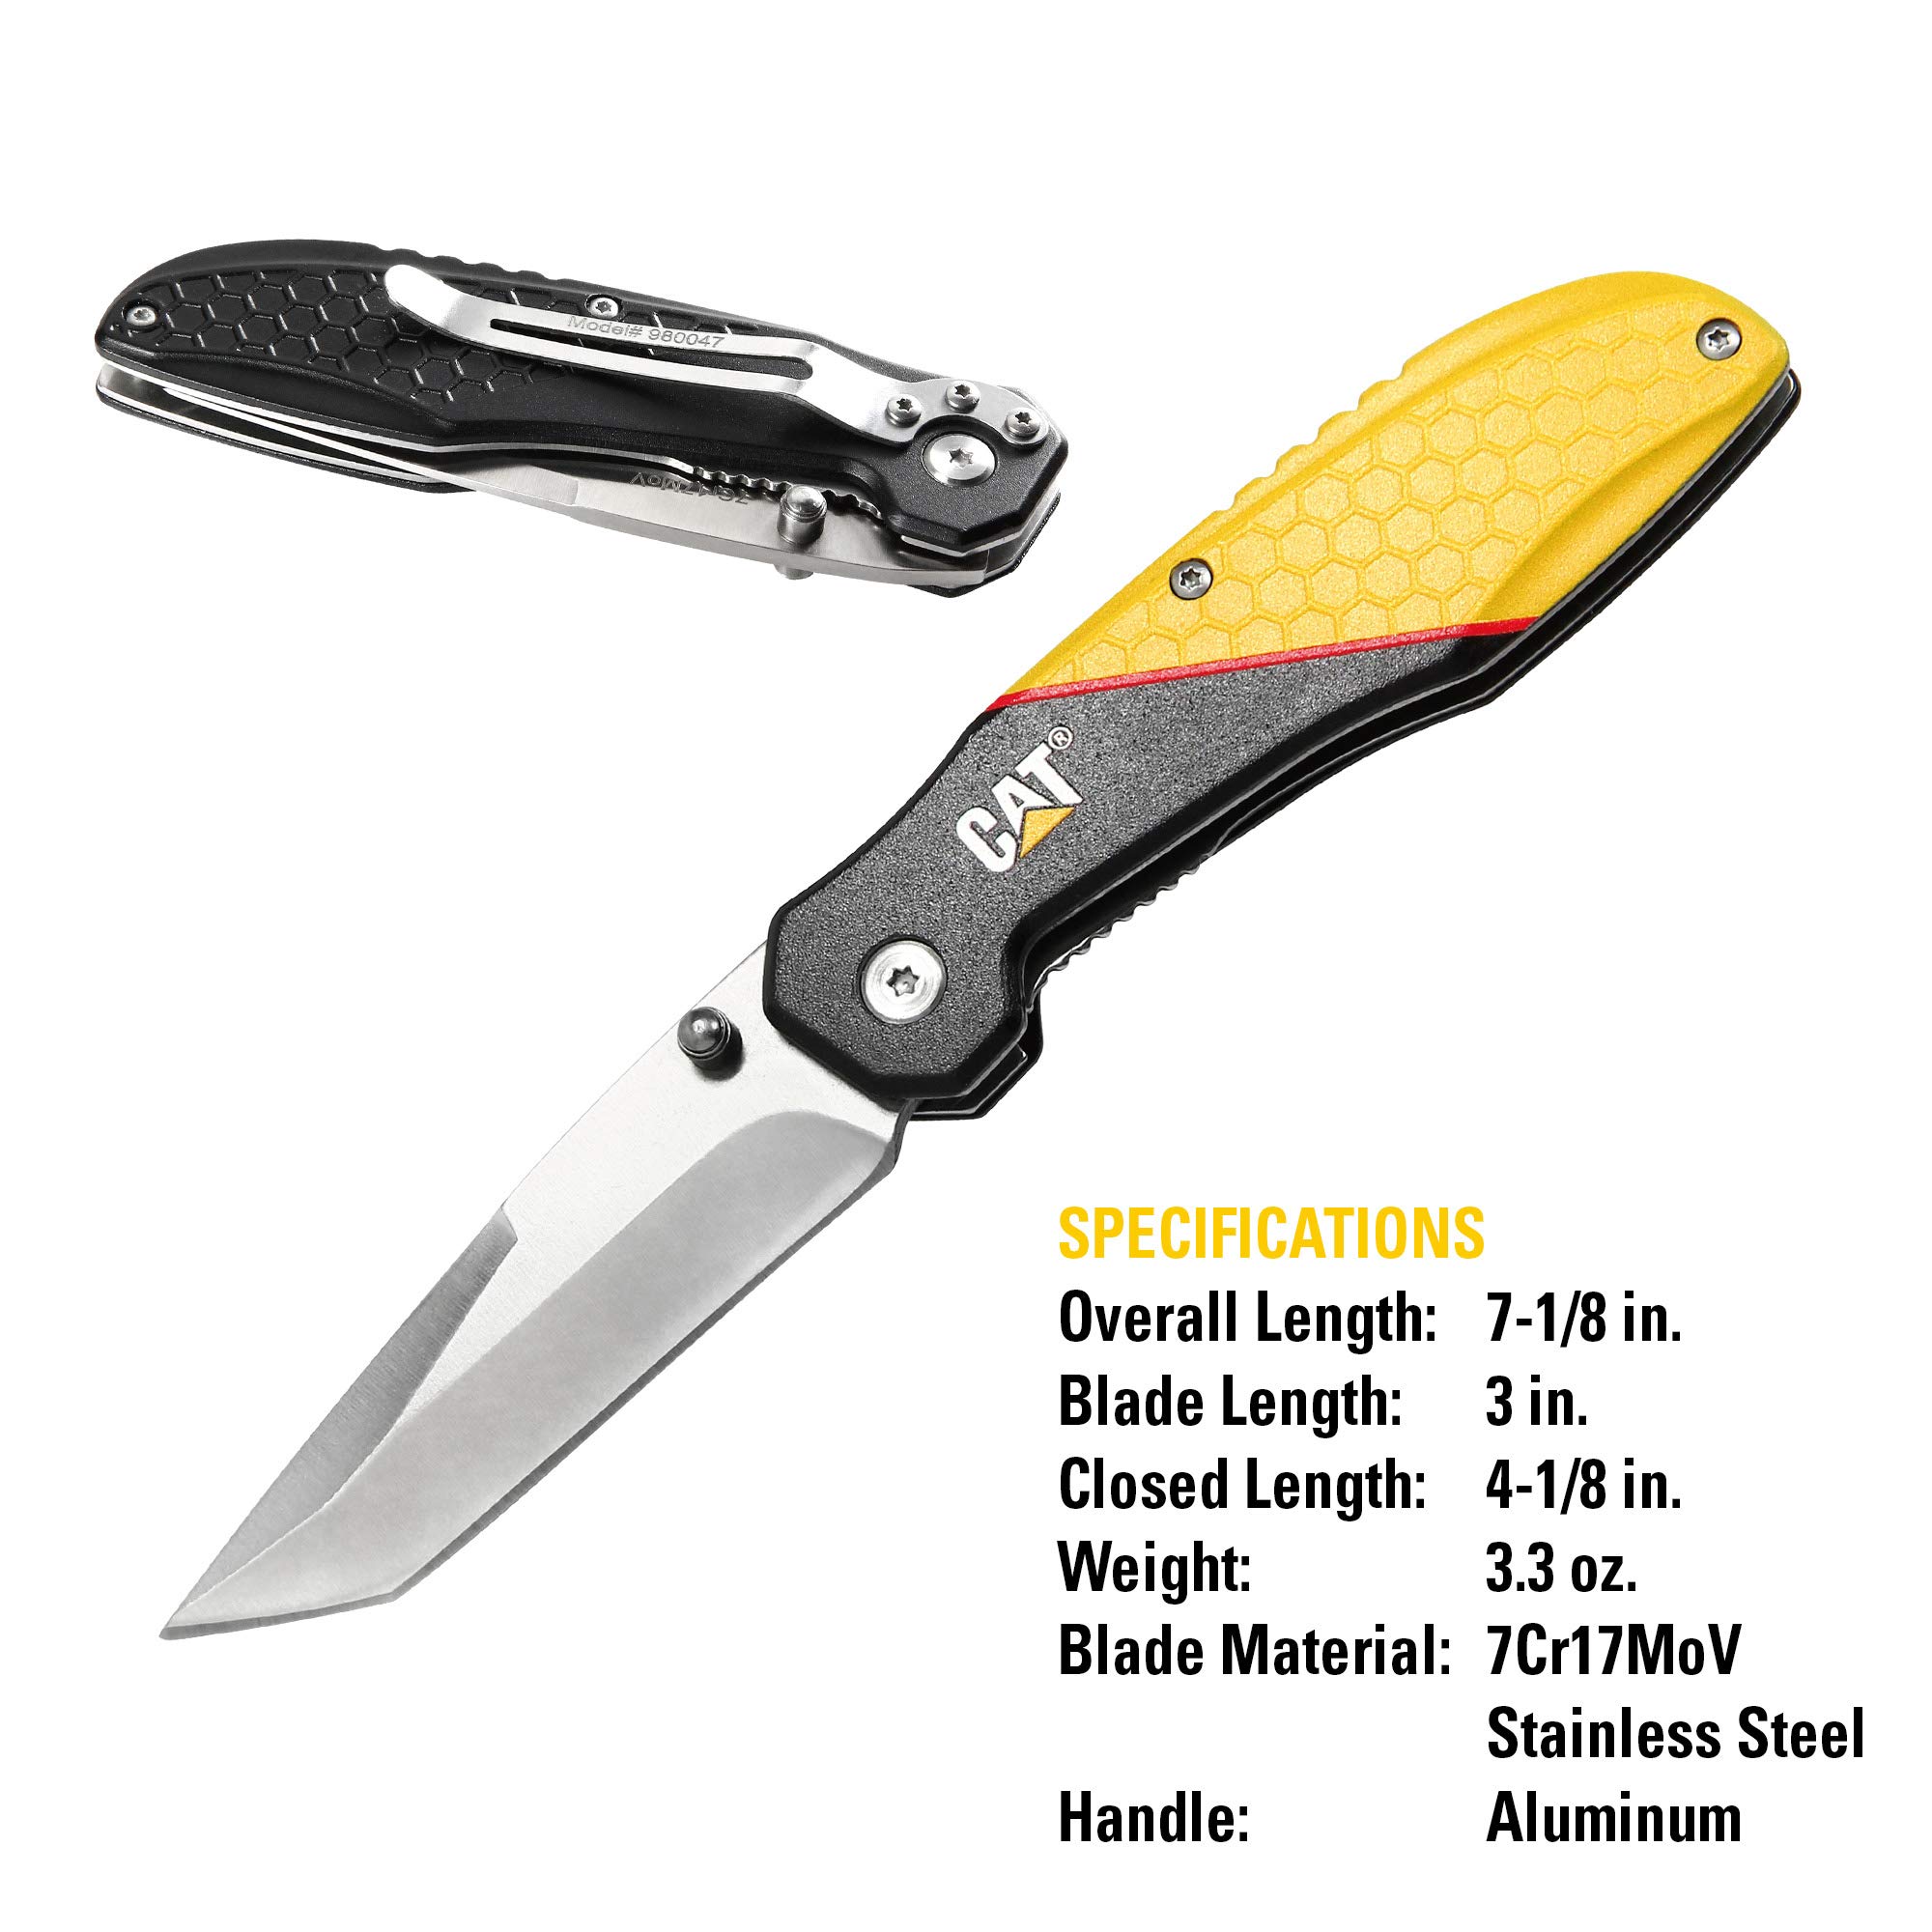 Model# 980047
7Cr17MoV
CAT®
SPECIFICATIONS
Overall Length: 7-1/8 in.
Blade Length: 3 in.
Closed Length: 4-1/8 in.
Weight: 3.3 oz.
Blade Material: 7Cr17MoV
Stainless Steel
Handle: Aluminum